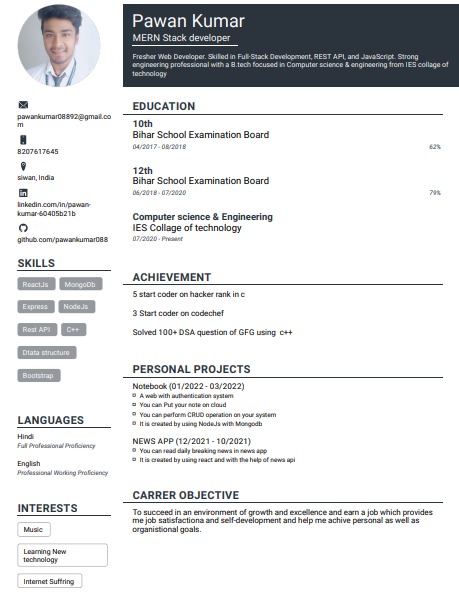 Pawan Kumar
MERN Stack developer
Fresher Web Developer. Skilled in Full-Stack Development, REST API, and JavaScript. Strong
engineering professional with a B.tech focused in Computer science & engineering from IES collage of
technology
pawankumar08892@gmail.co
m
8207617645
siwan, India
linkedin.com/in/pawan-
kumar-60405b21b
github.com/pawankumar088
SKILLS
ReactJs
MongoDb
Express
NodeJs
Rest API
C++
Dtata structure
Bootstrap
LANGUAGES
Hindi
Full Professional Proficiency
English
Professional Working Proficiency
INTERESTS
Music
Learning New
technology
Internet Suffring
EDUCATION
10th
Bihar School Examination Board
04/2017 - 08/2018
62%
12th
Bihar School Examination Board
06/2018 - 07/2020
79%
Computer science & Engineering
IES Collage of technology
07/2020 - Present
ACHIEVEMENT
5 start coder on hacker rank in c
3 Start coder on codechef
Solved 100+ DSA question of GFG using c++
PERSONAL PROJECTS
Notebook (01/2022 - 03/2022)
A web with authentication system
You can Put your note on cloud
You can perform CRUD operation on your system
It is created by using NodeJs with Mongodb
NEWS APP (12/2021 - 10/2021)
You can read daily breaking news in news app
It is created by using react and with the help of news api
CARRER OBJECTIVE
To succeed in an environment of growth and excellence and earn a job which provides
me job satisfactiona and self-development and help me achive personal as well as
organistional goals.